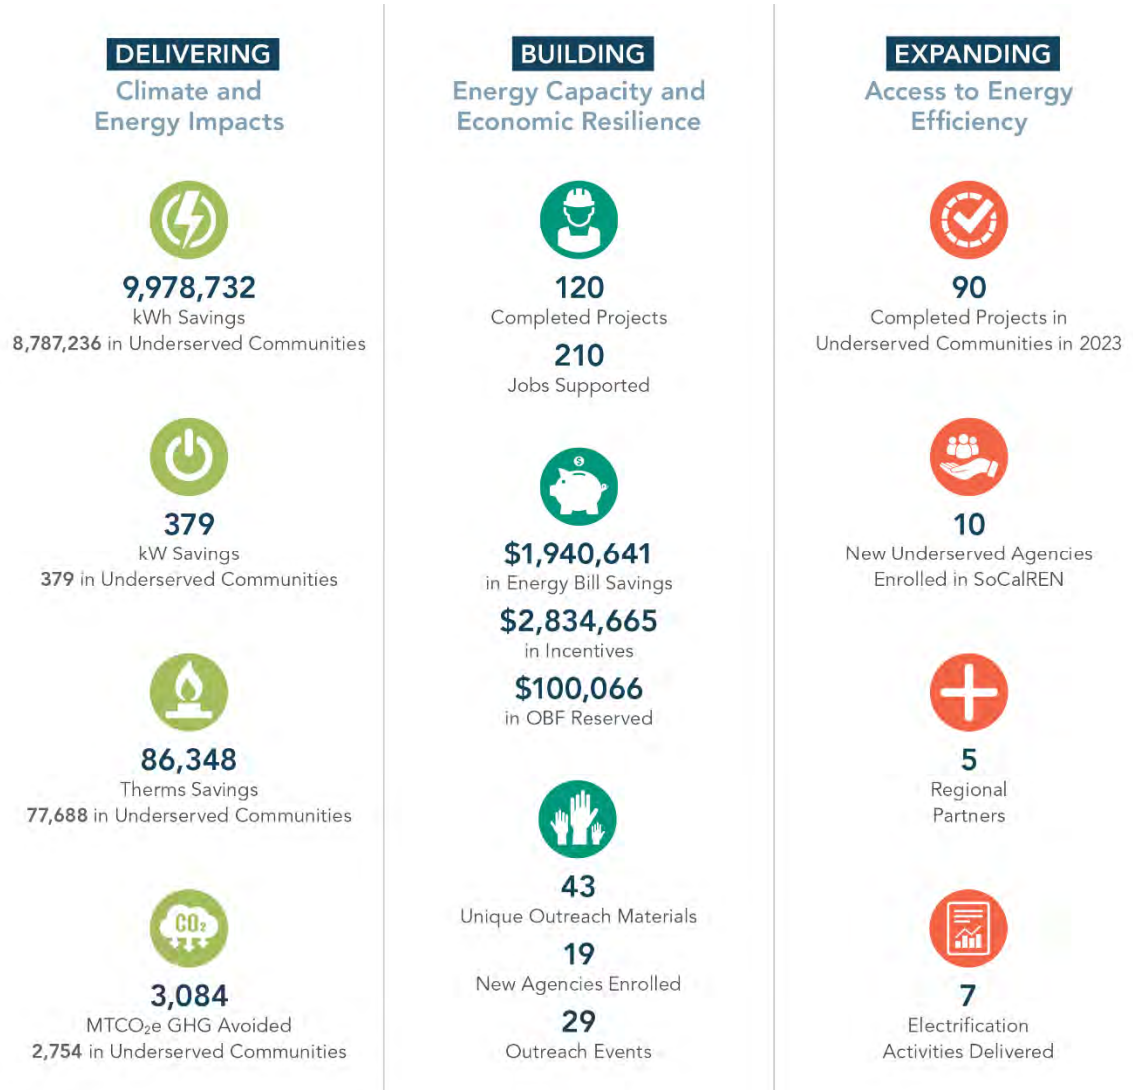 DELIVERING
Climate and
Energy Impacts
9,978,732
kWh Savings
8,787,236 in Underserved Communities
379
kW Savings
379 in Underserved Communities
86,348
Therms Savings
77,688 in Underserved Communities
CO₂
3,084
MTCO₂e GHG Avoided
2,754 in Underserved Communities
BUILDING
Energy Capacity and
Economic Resilience
120
Completed Projects
210
Jobs Supported
$
$1,940,641
in Energy Bill Savings
$2,834,665
in Incentives
$100,066
in OBF Reserved
43
Unique Outreach Materials
19
New Agencies Enrolled
29
Outreach Events
EXPANDING
Access to Energy
Efficiency
90
Completed Projects in
Underserved Communities in 2023
10
New Underserved Agencies
Enrolled in SoCalREN
5
Regional
Partners
7
Electrification
Activities Delivered